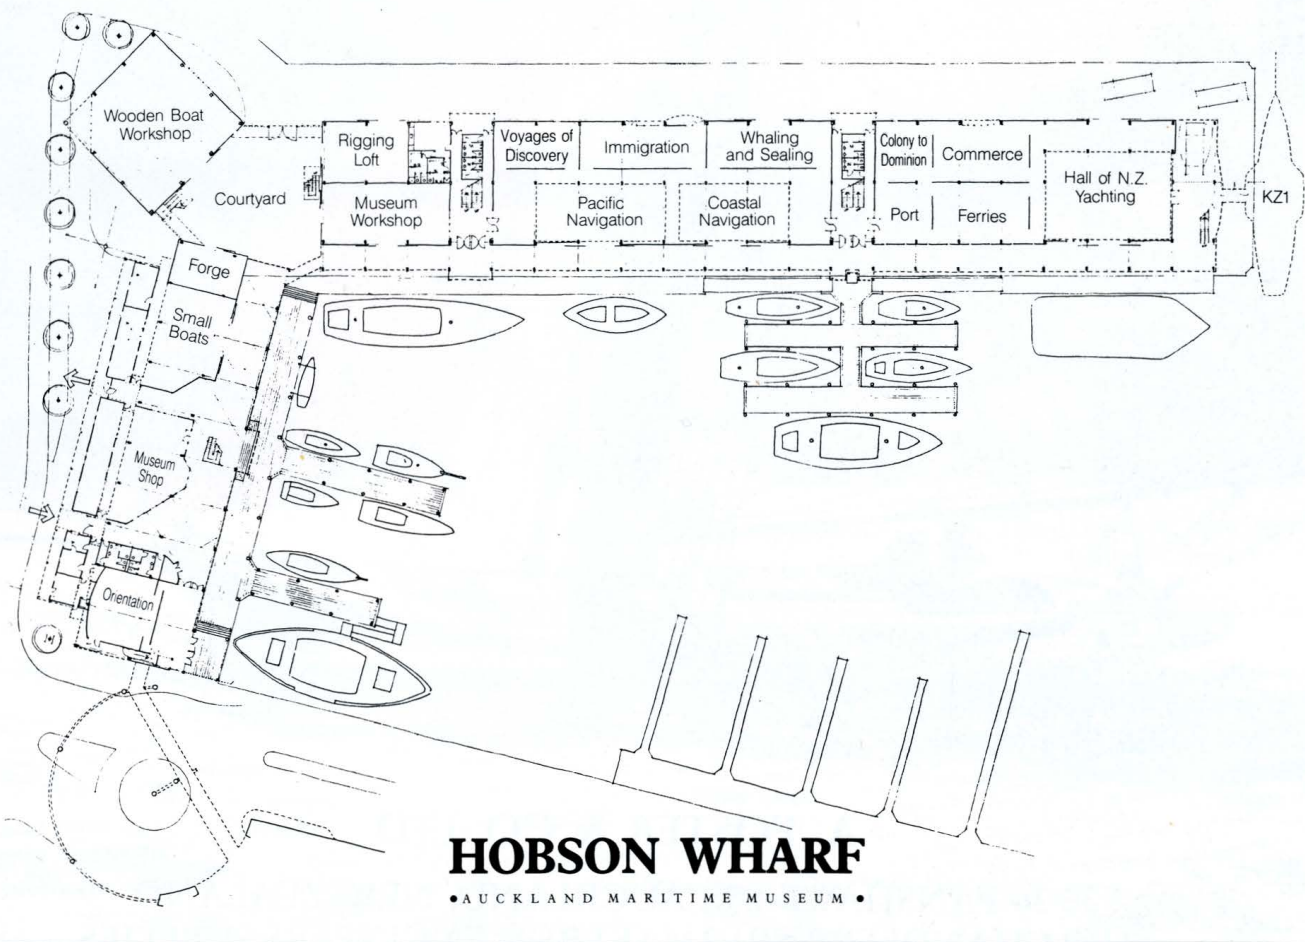 Wooden Boat
Workshop
Rigging
Loft
Voyages of
Discovery
Immigration
Whaling
and Sealing
Colony to
Dominion
Commerce
Hall of N.Z.
Yachting
KZ1
Courtyard
Museum
Workshop
Pacific
Navigation
Coastal
Navigation
Port
Ferries
Forge
Small
Boats
Museum
Shop
Orientation
HOBSON WHARF
•AUCKLAND MARITIME MUSEUM•